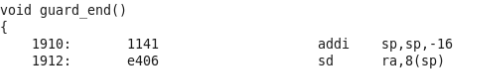 void guard_end()
{
    1910:       1141                    addi    sp,sp,-16
    1912:       e406                    sd      ra,8(sp)